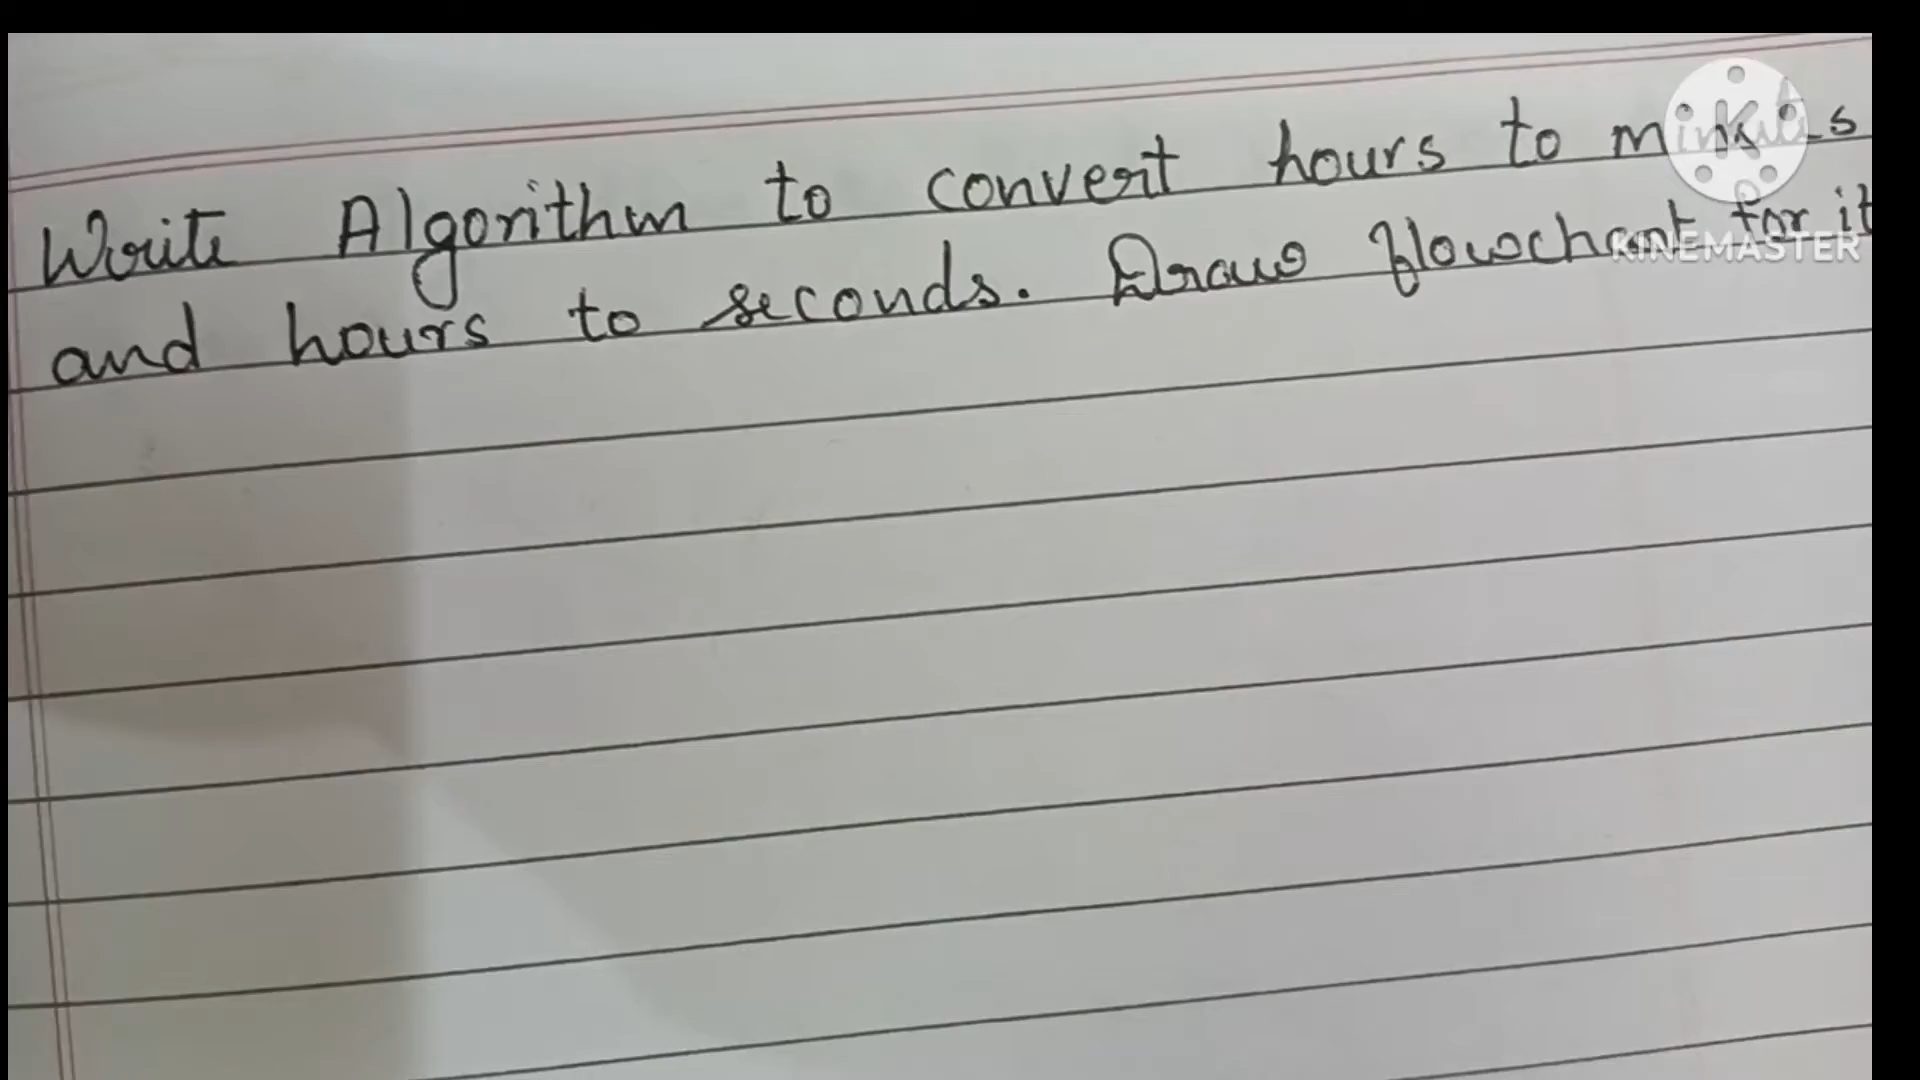 Write Algorithm to convert hours to minutes
and hours to seconds. Draw flowchart for it
KINEMASTER